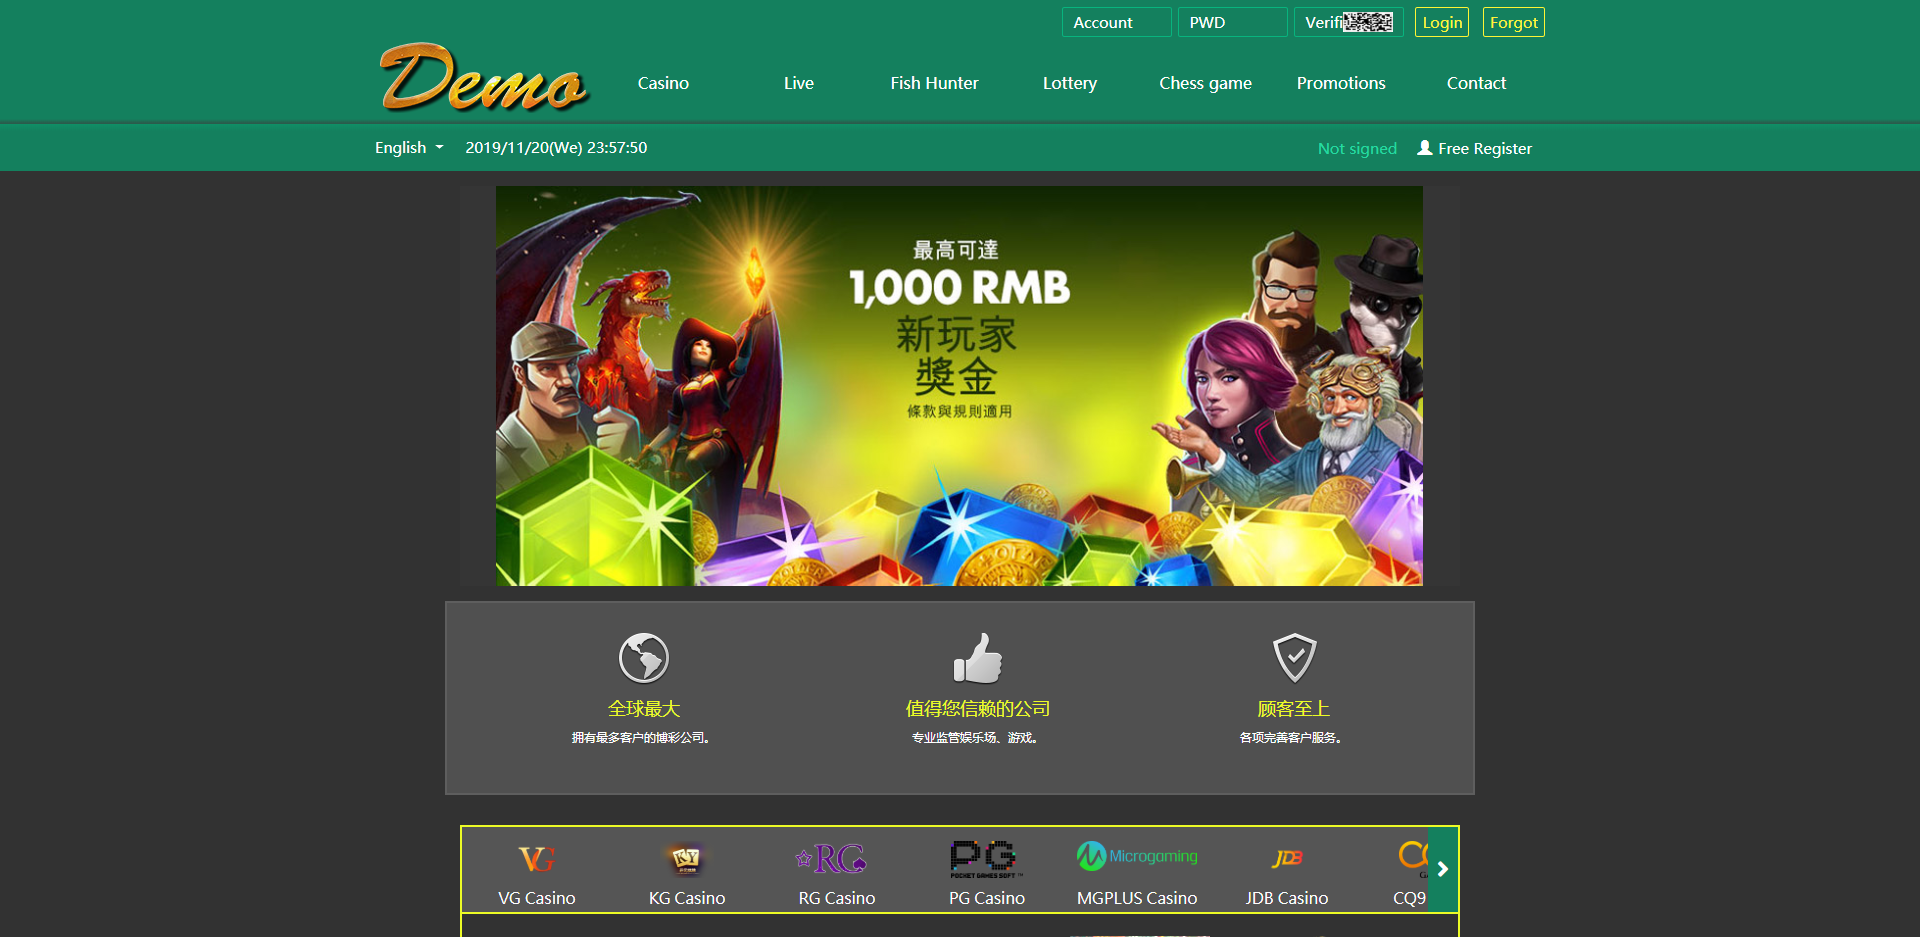 Account
PWD
Verifi
Login
Forgot
Demo
Casino
Live
Fish Hunter
Lottery
Chess game
Promotions
Contact
English
2019/11/20(We) 23:57:50
Not signed
Free Register
最高可達
1,000 RMB
新玩家
獎金
條款與規則適用
全球最大
拥有最多客户的博彩公司。
值得您信赖的公司
专业监管娱乐场、游戏。
顾客至上
各项完善客户服务。
VG
KY
RG
PG
POCKET GAMES SOFT™
Microgaming
JDB
VG Casino
KG Casino
RG Casino
PG Casino
MGPLUS Casino
JDB Casino
CQ9